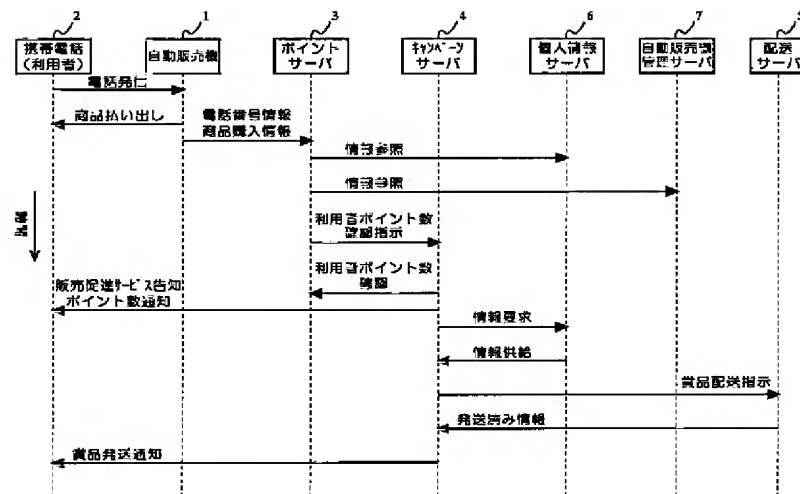 2
1
3
4
6
7
携帯電話
(利用者)
自動販売機
ポイント
サーバ
ｷｬﾝﾍﾟｰﾝ
サーバ
個人情報
サーバ
自動販売機
管理サーバ
配送
サーバ
電話発信
商品払い出し
電話番号情報
商品購入情報
情報参照
情報参照
利用者ポイント数
確認指示
利用者ポイント数
確認
販売促進ｻｰﾋﾞｽ告知
ポイント数通知
情報要求
情報供給
賞品配送指示
発送済み情報
賞品発送通知